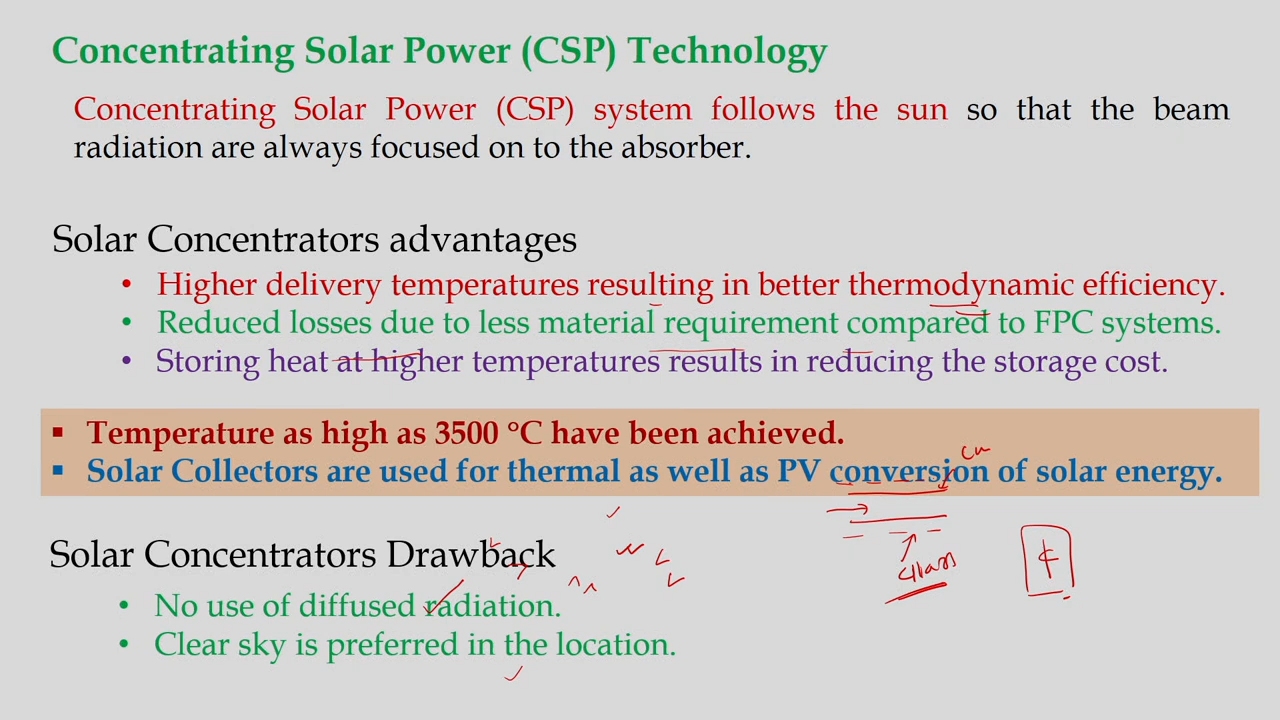 Concentrating Solar Power (CSP) Technology
Concentrating Solar Power (CSP) system follows the sun so that the beam
radiation are always focused on to the absorber.
Solar Concentrators advantages
• Higher delivery temperatures resulting in better thermodynamic efficiency.
• Reduced losses due to less material requirement compared to FPC systems.
• Storing heat at higher temperatures results in reducing the storage cost.
▪ Temperature as high as 3500 °C have been achieved.
▪ Solar Collectors are used for thermal as well as PV conversion of solar energy.
Cu
Glass
Solar Concentrators Drawback
• No use of diffused radiation.
• Clear sky is preferred in the location.